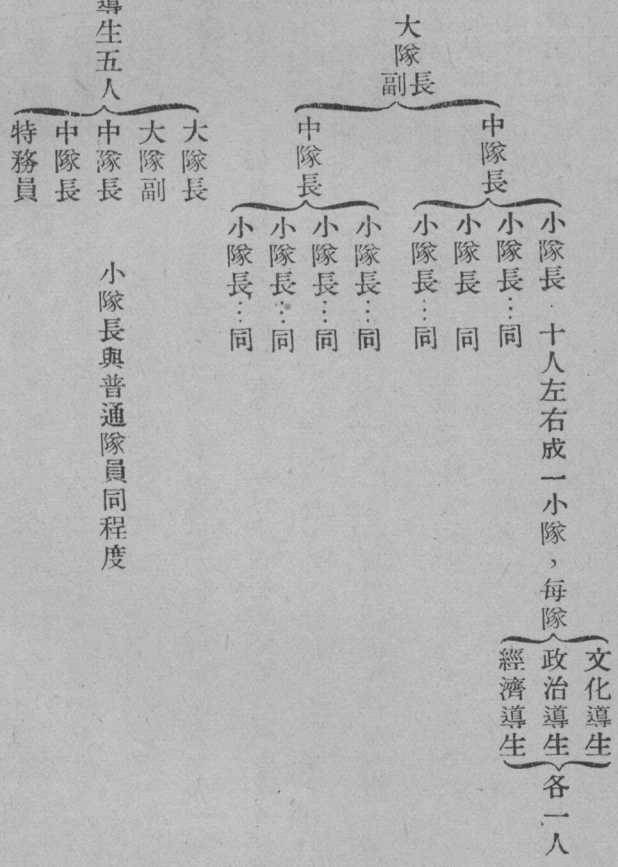 大隊
副長
中隊長
小隊長．十人左右成一小隊，每隊
文化導生
政治導生
經濟導生
各一人
小隊長…同
小隊長 同
小隊長…同
中隊長
小隊長…同
小隊長…同
小隊長…同
小隊長…同
導生五人
大隊長
大隊副
中隊長
中隊長
特務員
小隊長與普通隊員同程度